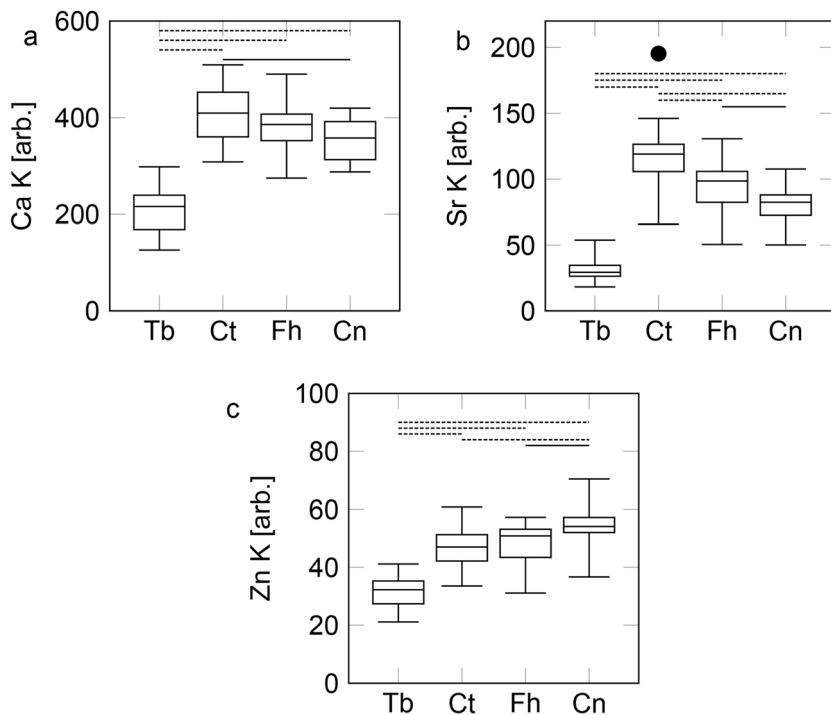 a
Ca K [arb.]
600
400
200
0
Tb Ct Fh Cn
b
Sr K [arb.]
200
150
100
50
0
Tb Ct Fh Cn
c
Zn K [arb.]
100
80
60
40
20
0
Tb Ct Fh Cn